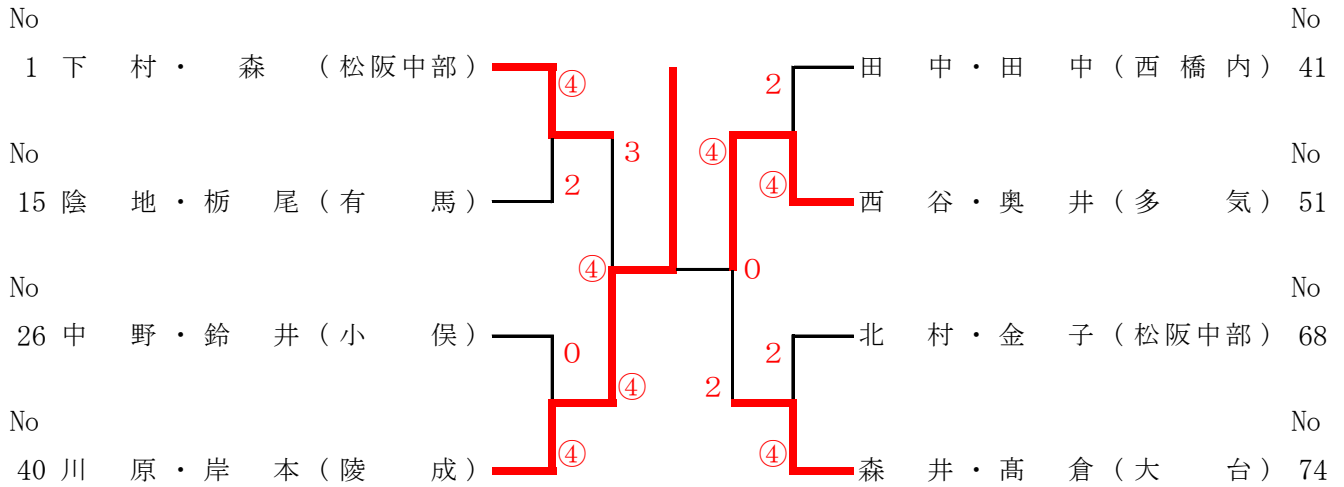 No No
1 下 村・ 森 (松阪中部) 田 中・田 中(西 橋 内) 41
④ 2
No 3 ④ No
15 陰 地・栃 尾(有 馬) 2 ④ 西 谷・奥 井(多 気) 51
④ 0
No No
26 中 野・鈴 井(小 俣) 0 2 北 村・金 子(松阪中部) 68
④ 2
No No
40 川 原・岸 本(陵 成) ④ ④ 森 井・髙 倉(大 台) 74